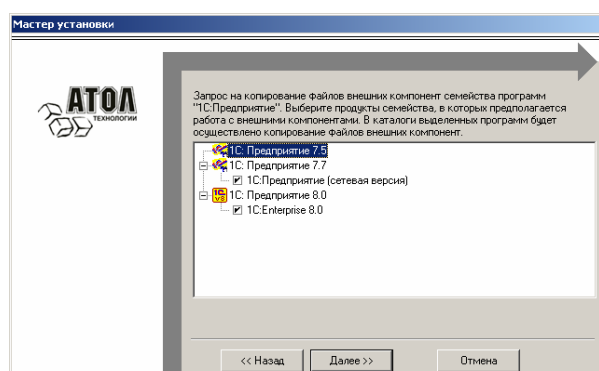 Мастер установки
АТОЛ
ТЕХНОЛОГИИ
Запрос на копирование файлов внешних компонент семейства программ
"1С:Предприятие". Выберите продукты семейства, в которых предполагается
работа с внешними компонентами. В каталоги выделенных программ будет
осуществлено копирование файлов внешних компонент.
1С: Предприятие 7.5
1С: Предприятие 7.7
1С:Предприятие (сетевая версия)
1С: Предприятие 8.0
1C:Enterprise 8.0
<< Назад
Далее >>
Отмена